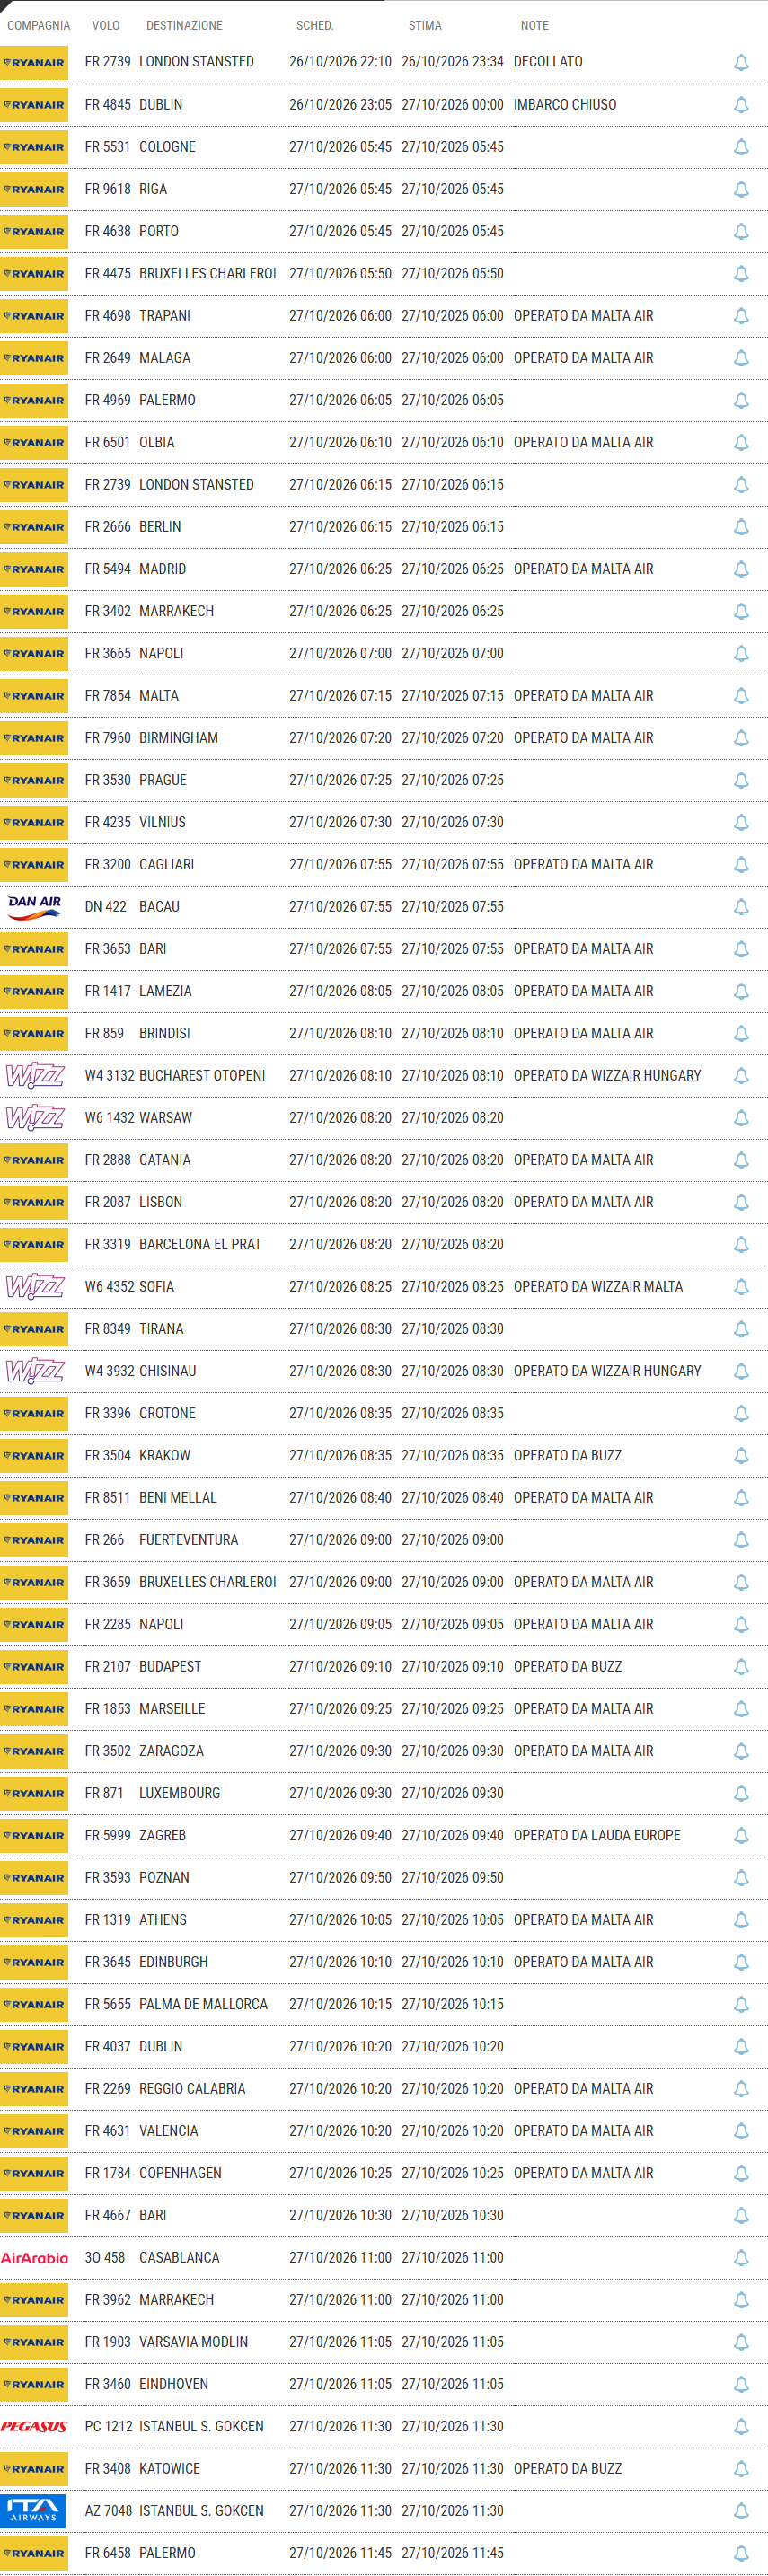 COMPAGNIA VOLO DESTINAZIONE SCHED. STIMA NOTE
RYANAIR FR 2739 LONDON STANSTED 26/10/2026 22:10 26/10/2026 23:34 DECOLLATO
RYANAIR FR 4845 DUBLIN 26/10/2026 23:05 27/10/2026 00:00 IMBARCO CHIUSO
RYANAIR FR 5531 COLOGNE 27/10/2026 05:45 27/10/2026 05:45
RYANAIR FR 9618 RIGA 27/10/2026 05:45 27/10/2026 05:45
RYANAIR FR 4638 PORTO 27/10/2026 05:45 27/10/2026 05:45
RYANAIR FR 4475 BRUXELLES CHARLEROI 27/10/2026 05:50 27/10/2026 05:50
RYANAIR FR 4698 TRAPANI 27/10/2026 06:00 27/10/2026 06:00 OPERATO DA MALTA AIR
RYANAIR FR 2649 MALAGA 27/10/2026 06:00 27/10/2026 06:00 OPERATO DA MALTA AIR
RYANAIR FR 4969 PALERMO 27/10/2026 06:05 27/10/2026 06:05
RYANAIR FR 6501 OLBIA 27/10/2026 06:10 27/10/2026 06:10 OPERATO DA MALTA AIR
RYANAIR FR 2739 LONDON STANSTED 27/10/2026 06:15 27/10/2026 06:15
RYANAIR FR 2666 BERLIN 27/10/2026 06:15 27/10/2026 06:15
RYANAIR FR 5494 MADRID 27/10/2026 06:25 27/10/2026 06:25 OPERATO DA MALTA AIR
RYANAIR FR 3402 MARRAKECH 27/10/2026 06:25 27/10/2026 06:25
RYANAIR FR 3665 NAPOLI 27/10/2026 07:00 27/10/2026 07:00
RYANAIR FR 7854 MALTA 27/10/2026 07:15 27/10/2026 07:15 OPERATO DA MALTA AIR
RYANAIR FR 7960 BIRMINGHAM 27/10/2026 07:20 27/10/2026 07:20 OPERATO DA MALTA AIR
RYANAIR FR 3530 PRAGUE 27/10/2026 07:25 27/10/2026 07:25
RYANAIR FR 4235 VILNIUS 27/10/2026 07:30 27/10/2026 07:30
RYANAIR FR 3200 CAGLIARI 27/10/2026 07:55 27/10/2026 07:55 OPERATO DA MALTA AIR
DAN AIR DN 422 BACAU 27/10/2026 07:55 27/10/2026 07:55
RYANAIR FR 3653 BARI 27/10/2026 07:55 27/10/2026 07:55 OPERATO DA MALTA AIR
RYANAIR FR 1417 LAMEZIA 27/10/2026 08:05 27/10/2026 08:05 OPERATO DA MALTA AIR
RYANAIR FR 859 BRINDISI 27/10/2026 08:10 27/10/2026 08:10 OPERATO DA MALTA AIR
WIZZ W4 3132 BUCHAREST OTOPENI 27/10/2026 08:10 27/10/2026 08:10 OPERATO DA WIZZAIR HUNGARY
WIZZ W6 1432 WARSAW 27/10/2026 08:20 27/10/2026 08:20
RYANAIR FR 2888 CATANIA 27/10/2026 08:20 27/10/2026 08:20 OPERATO DA MALTA AIR
RYANAIR FR 2087 LISBON 27/10/2026 08:20 27/10/2026 08:20 OPERATO DA MALTA AIR
RYANAIR FR 3319 BARCELONA EL PRAT 27/10/2026 08:20 27/10/2026 08:20
WIZZ W6 4352 SOFIA 27/10/2026 08:25 27/10/2026 08:25 OPERATO DA WIZZAIR MALTA
RYANAIR FR 8349 TIRANA 27/10/2026 08:30 27/10/2026 08:30
WIZZ W4 3932 CHISINAU 27/10/2026 08:30 27/10/2026 08:30 OPERATO DA WIZZAIR HUNGARY
RYANAIR FR 3396 CROTONE 27/10/2026 08:35 27/10/2026 08:35
RYANAIR FR 3504 KRAKOW 27/10/2026 08:35 27/10/2026 08:35 OPERATO DA BUZZ
RYANAIR FR 8511 BENI MELLAL 27/10/2026 08:40 27/10/2026 08:40 OPERATO DA MALTA AIR
RYANAIR FR 266 FUERTEVENTURA 27/10/2026 09:00 27/10/2026 09:00
RYANAIR FR 3659 BRUXELLES CHARLEROI 27/10/2026 09:00 27/10/2026 09:00 OPERATO DA MALTA AIR
RYANAIR FR 2285 NAPOLI 27/10/2026 09:05 27/10/2026 09:05 OPERATO DA MALTA AIR
RYANAIR FR 2107 BUDAPEST 27/10/2026 09:10 27/10/2026 09:10 OPERATO DA BUZZ
RYANAIR FR 1853 MARSEILLE 27/10/2026 09:25 27/10/2026 09:25 OPERATO DA MALTA AIR
RYANAIR FR 3502 ZARAGOZA 27/10/2026 09:30 27/10/2026 09:30 OPERATO DA MALTA AIR
RYANAIR FR 871 LUXEMBOURG 27/10/2026 09:30 27/10/2026 09:30
RYANAIR FR 5999 ZAGREB 27/10/2026 09:40 27/10/2026 09:40 OPERATO DA LAUDA EUROPE
RYANAIR FR 3593 POZNAN 27/10/2026 09:50 27/10/2026 09:50
RYANAIR FR 1319 ATHENS 27/10/2026 10:05 27/10/2026 10:05 OPERATO DA MALTA AIR
RYANAIR FR 3645 EDINBURGH 27/10/2026 10:10 27/10/2026 10:10 OPERATO DA MALTA AIR
RYANAIR FR 5655 PALMA DE MALLORCA 27/10/2026 10:15 27/10/2026 10:15
RYANAIR FR 4037 DUBLIN 27/10/2026 10:20 27/10/2026 10:20
RYANAIR FR 2269 REGGIO CALABRIA 27/10/2026 10:20 27/10/2026 10:20 OPERATO DA MALTA AIR
RYANAIR FR 4631 VALENCIA 27/10/2026 10:20 27/10/2026 10:20 OPERATO DA MALTA AIR
RYANAIR FR 1784 COPENHAGEN 27/10/2026 10:25 27/10/2026 10:25 OPERATO DA MALTA AIR
RYANAIR FR 4667 BARI 27/10/2026 10:30 27/10/2026 10:30
AirArabia 3O 458 CASABLANCA 27/10/2026 11:00 27/10/2026 11:00
RYANAIR FR 3962 MARRAKECH 27/10/2026 11:00 27/10/2026 11:00
RYANAIR FR 1903 VARSAVIA MODLIN 27/10/2026 11:05 27/10/2026 11:05
RYANAIR FR 3460 EINDHOVEN 27/10/2026 11:05 27/10/2026 11:05
PEGASUS PC 1212 ISTANBUL S. GOKCEN 27/10/2026 11:30 27/10/2026 11:30
RYANAIR FR 3408 KATOWICE 27/10/2026 11:30 27/10/2026 11:30 OPERATO DA BUZZ
ITA AIRWAYS AZ 7048 ISTANBUL S. GOKCEN 27/10/2026 11:30 27/10/2026 11:30
RYANAIR FR 6458 PALERMO 27/10/2026 11:45 27/10/2026 11:45